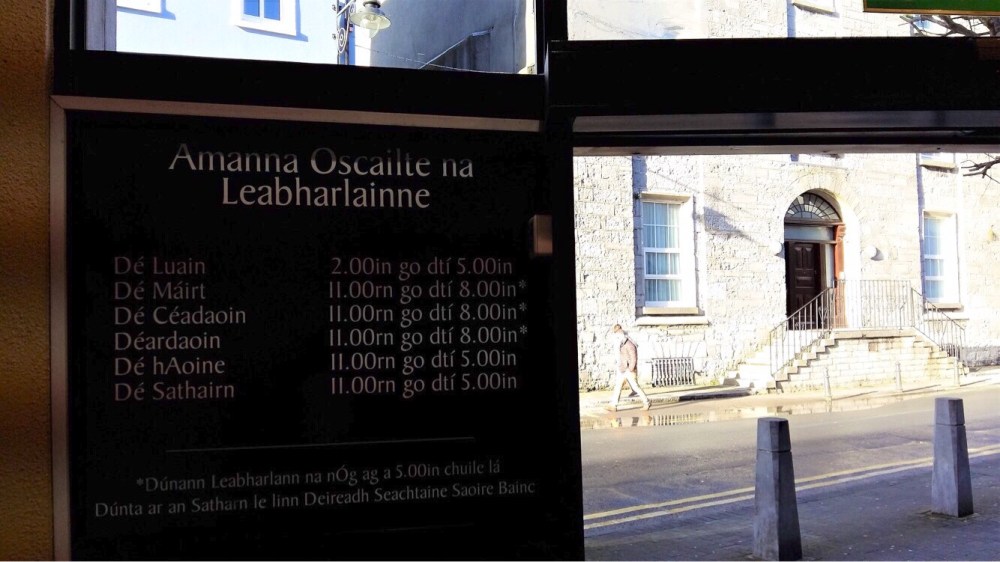 Amanna Oscailte na
Leabharlainne
Dé Luain 2.00in go dtí 5.00in
Dé Máirt 11.00rn go dtí 8.00in*
Dé Céadaoin 11.00rn go dtí 8.00in*
Déardaoin 11.00rn go dtí 8.00in*
Dé hAoine 11.00rn go dtí 5.00in
Dé Sathairn 11.00rn go dtí 5.00in
*Dúnann Leabharlann na nÓg ag a 5.00in chuile lá
Dúnta ar an Satharn le linn Deireadh Seachtaine Saoire Bainc